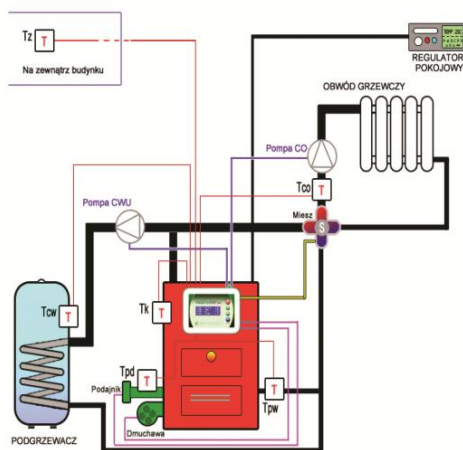 Tz
T
Na zewnątrz budynku
TEMP
REGULATOR
POKOJOWY
OBWÓD GRZEWCZY
Pompa CO
Tco
T
Pompa CWU
Miesz
S
Tcw
T
Tk
T
Tpd
T
Podajnik
T
Tpw
Dmuchawa
PODGRZEWACZ